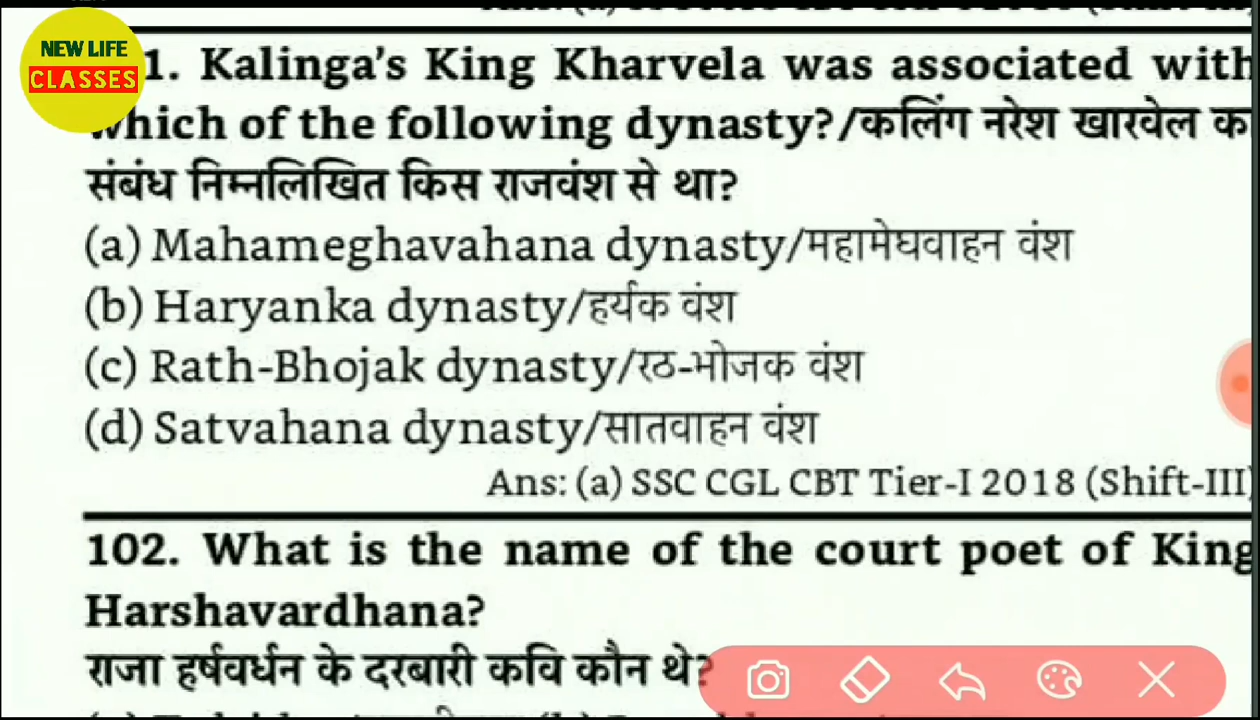 NEW LIFE
CLASSES
1. Kalinga's King Kharvela was associated with
which of the following dynasty?/कलिंग नरेश खारवेल क
संबंध निम्नलिखित किस राजवंश से था?
(a) Mahameghavahana dynasty/महामेघवाहन वंश
(b) Haryanka dynasty/हर्यक वंश
(c) Rath-Bhojak dynasty/रठ-भोजक वंश
(d) Satvahana dynasty/सातवाहन वंश
Ans: (a) SSC CGL CBT Tier-I 2018 (Shift-III)
102. What is the name of the court poet of King
Harshavardhana?
राजा हर्षवर्धन के दरबारी कवि कौन थे?